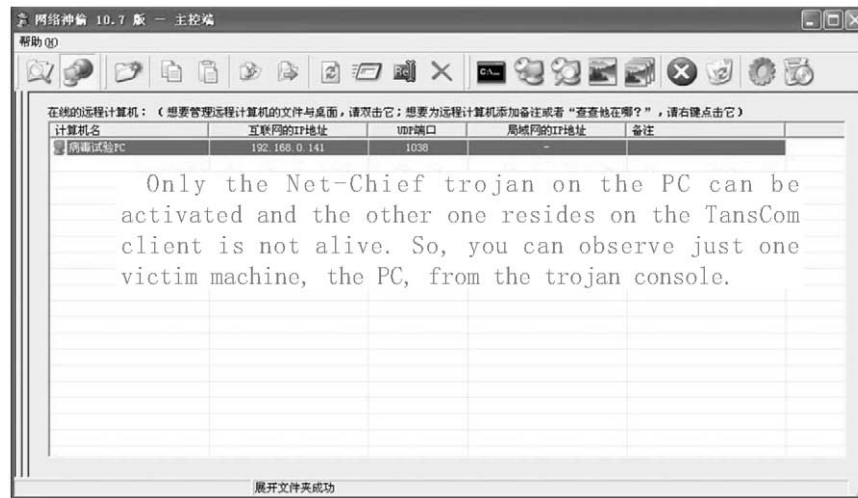 网络神偷 10.7 版 — 主控端
帮助(H)
在线的远程计算机：（想要管理远程计算机的文件与桌面，请双击它；想要为远程计算机添加备注或者“查查他在哪？”，请右键点击它）
计算机名 互联网的IP地址 UDP端口 局域网的IP地址 备注
病毒试验PC 192.168.0.141 1038 -
Only the Net-Chief trojan on the PC can be
activated and the other one resides on the TansCom
client is not alive. So, you can observe just one
victim machine, the PC, from the trojan console.
展开文件夹成功